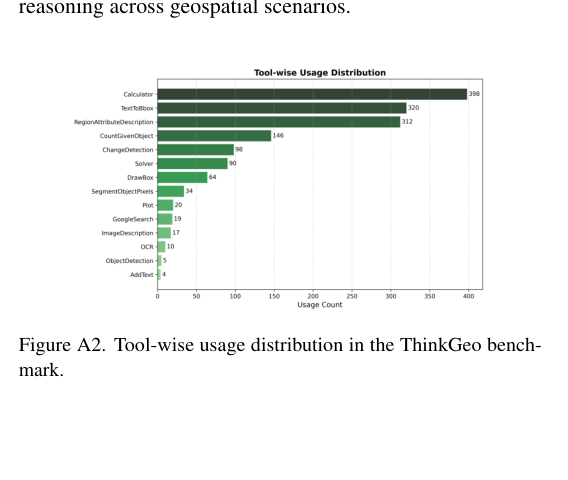 reasoning across geospatial scenarios.
Tool-wise Usage Distribution
Calculator 398
TextToBbox 320
RegionAttributeDescription 312
CountGivenObject 146
ChangeDetection 98
Solver 90
DrawBox 64
SegmentObjectPixels 34
Plot 20
GoogleSearch 19
ImageDescription 17
OCR 10
ObjectDetection 5
AddText 4
0 50 100 150 200 250 300 350 400
Usage Count
Figure A2. Tool-wise usage distribution in the ThinkGeo bench-
mark.